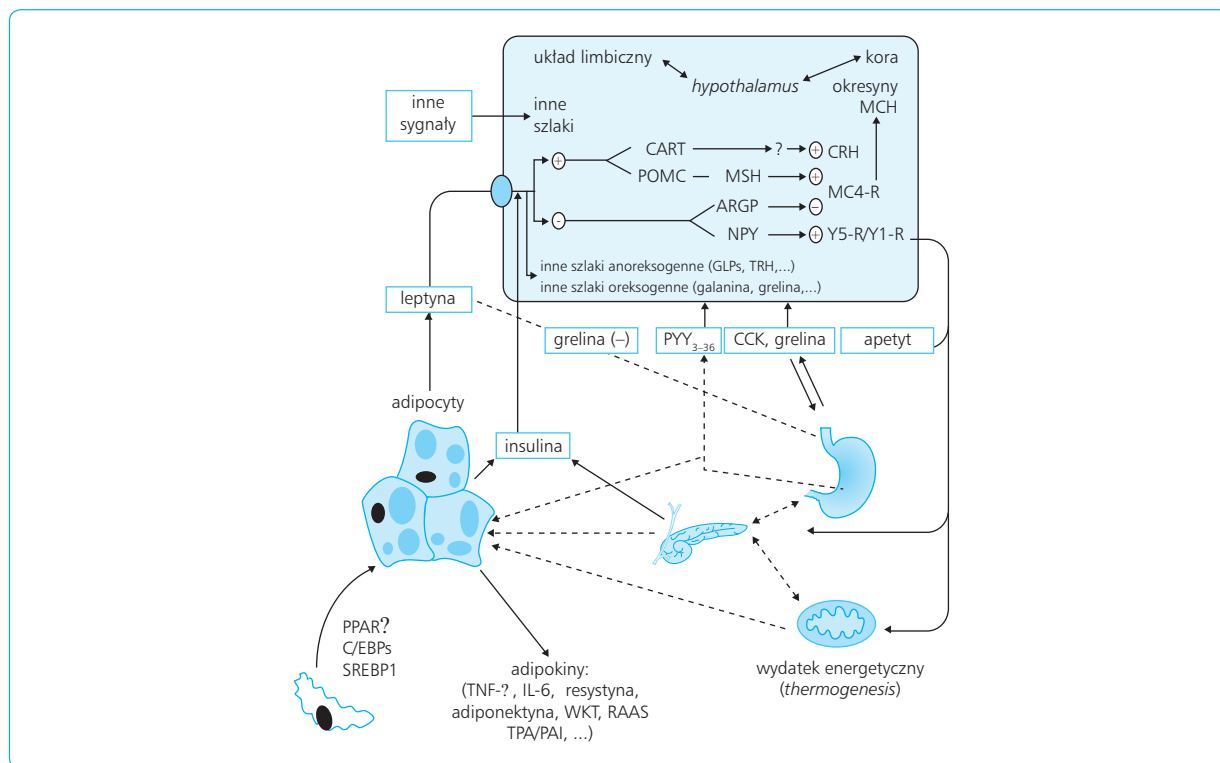 układ limbiczny
kora
hypothalamus
okresyny
MCH
inne
sygnały
inne
szlaki
+
CART
?
+
CRH
POMC
MSH
+
MC4-R
ARGP
−
-
NPY
+
Y5-R/Y1-R
inne szlaki anoreksogenne (GLPs, TRH,...)
inne szlaki oreksogenne (galanina, grelina,...)
leptyna
grelina (−)
PYY3–36
CCK, grelina
apetyt
adipocyty
insulina
PPAR?
C/EBPs
SREBP1
adipokiny:
(TNF-?, IL-6, resystyna,
adiponektyna, WKT, RAAS
TPA/PAI, ...)
wydatek energetyczny
(thermogenesis)